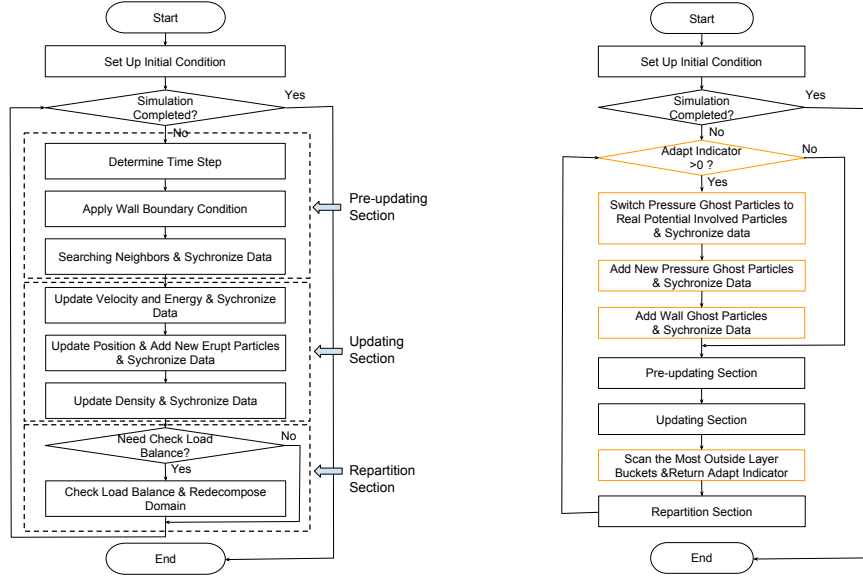 Start
Set Up Initial Condition
Simulation
Completed?
Yes
No
Determine Time Step
Apply Wall Boundary Condition
Searching Neighbors & Sychronize Data
Pre-updating
Section
Update Velocity and Energy & Sychronize
Data
Update Position & Add New Erupt Particles
& Sychronize Data
Update Density & Sychronize Data
Updating
Section
Need Check Load
Balance?
No
Yes
Check Load Balance & Redecompose
Domain
Repartition
Section
End
Start
Set Up Initial Condition
Simulation
Completed?
Yes
No
Adapt Indicator
>0 ?
No
Yes
Switch Pressure Ghost Particles to
Real Potential Involved Particles
& Sychronize data
Add New Pressure Ghost Particles
& Sychronize Data
Add Wall Ghost Particles
& Sychronize Data
Pre-updating Section
Updating Section
Scan the Most Outside Layer
Buckets &Return Adapt Indicator
Repartition Section
End